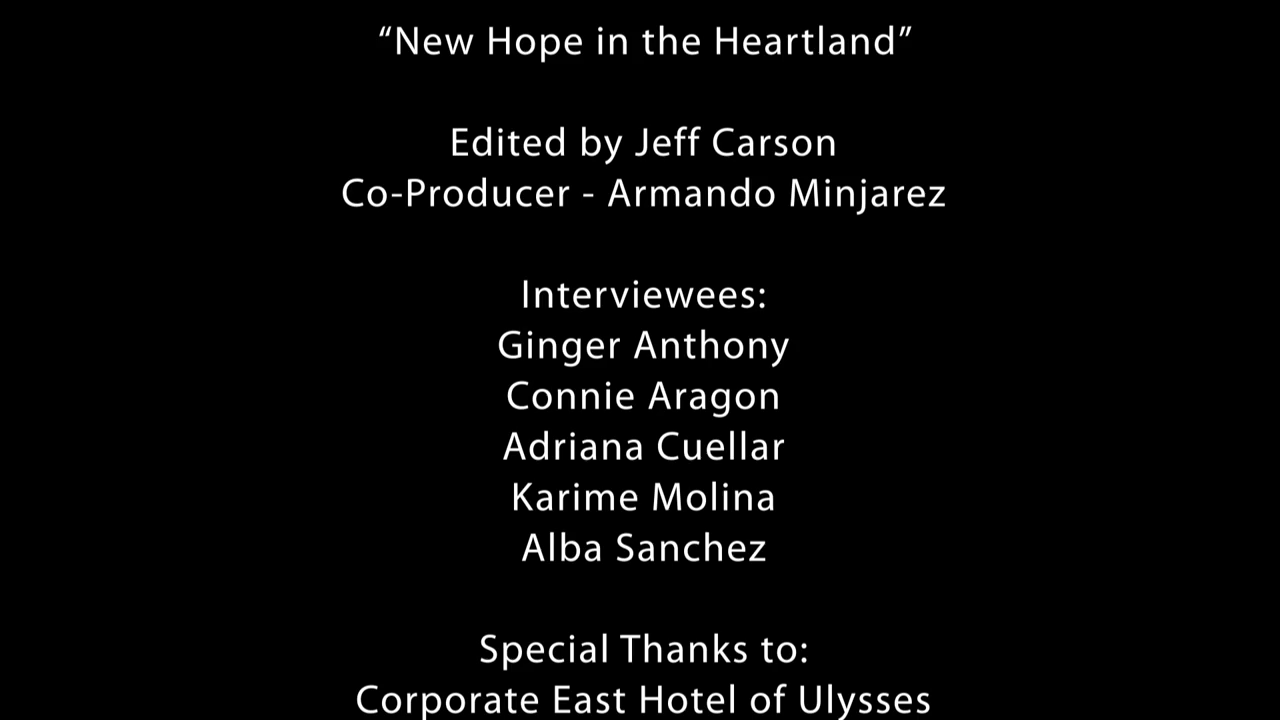 “New Hope in the Heartland”
Edited by Jeff Carson
Co-Producer - Armando Minjarez
Interviewees:
Ginger Anthony
Connie Aragon
Adriana Cuellar
Karime Molina
Alba Sanchez
Special Thanks to:
Corporate East Hotel of Ulysses